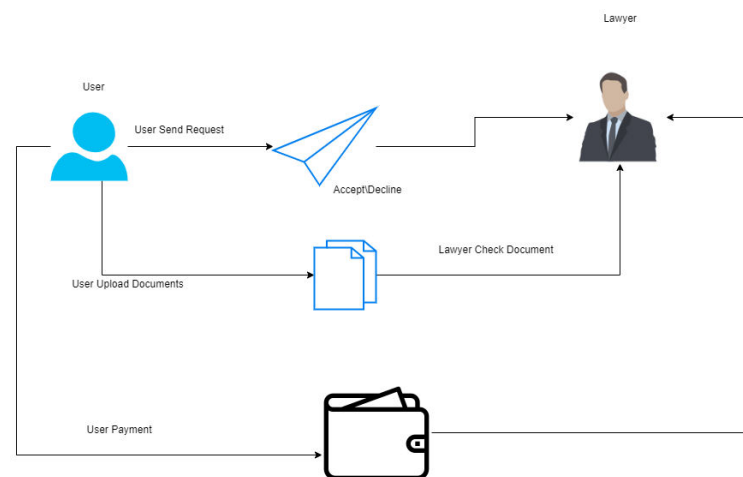 Lawyer
User
User Send Request
Accept\Decline
Lawyer Check Document
User Upload Documents
User Payment